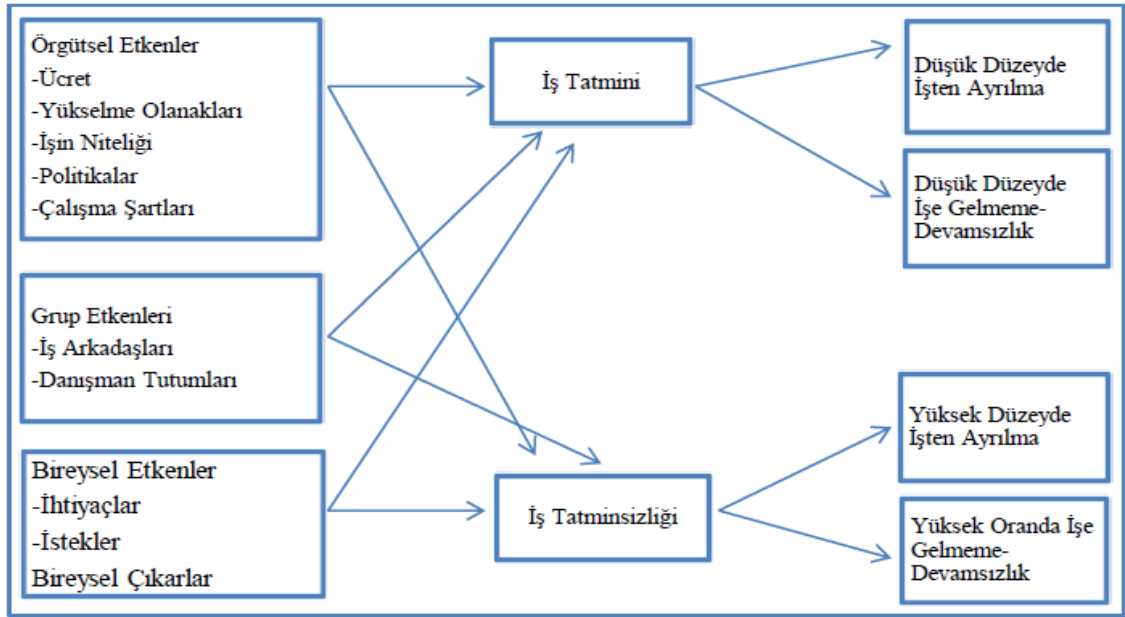 Örgütsel Etkenler
-Ücret
-Yükselme Olanakları
-İşin Niteliği
-Politikalar
-Çalışma Şartları
Grup Etkenleri
-İş Arkadaşları
-Danışman Tutumları
Bireysel Etkenler
-İhtiyaçlar
-İstekler
Bireysel Çıkarlar
İş Tatmini
İş Tatminsizliği
Düşük Düzeyde
İşten Ayrılma
Düşük Düzeyde
İşe Gelmeme-
Devamsızlık
Yüksek Düzeyde
İşten Ayrılma
Yüksek Oranda İşe
Gelmeme-
Devamsızlık